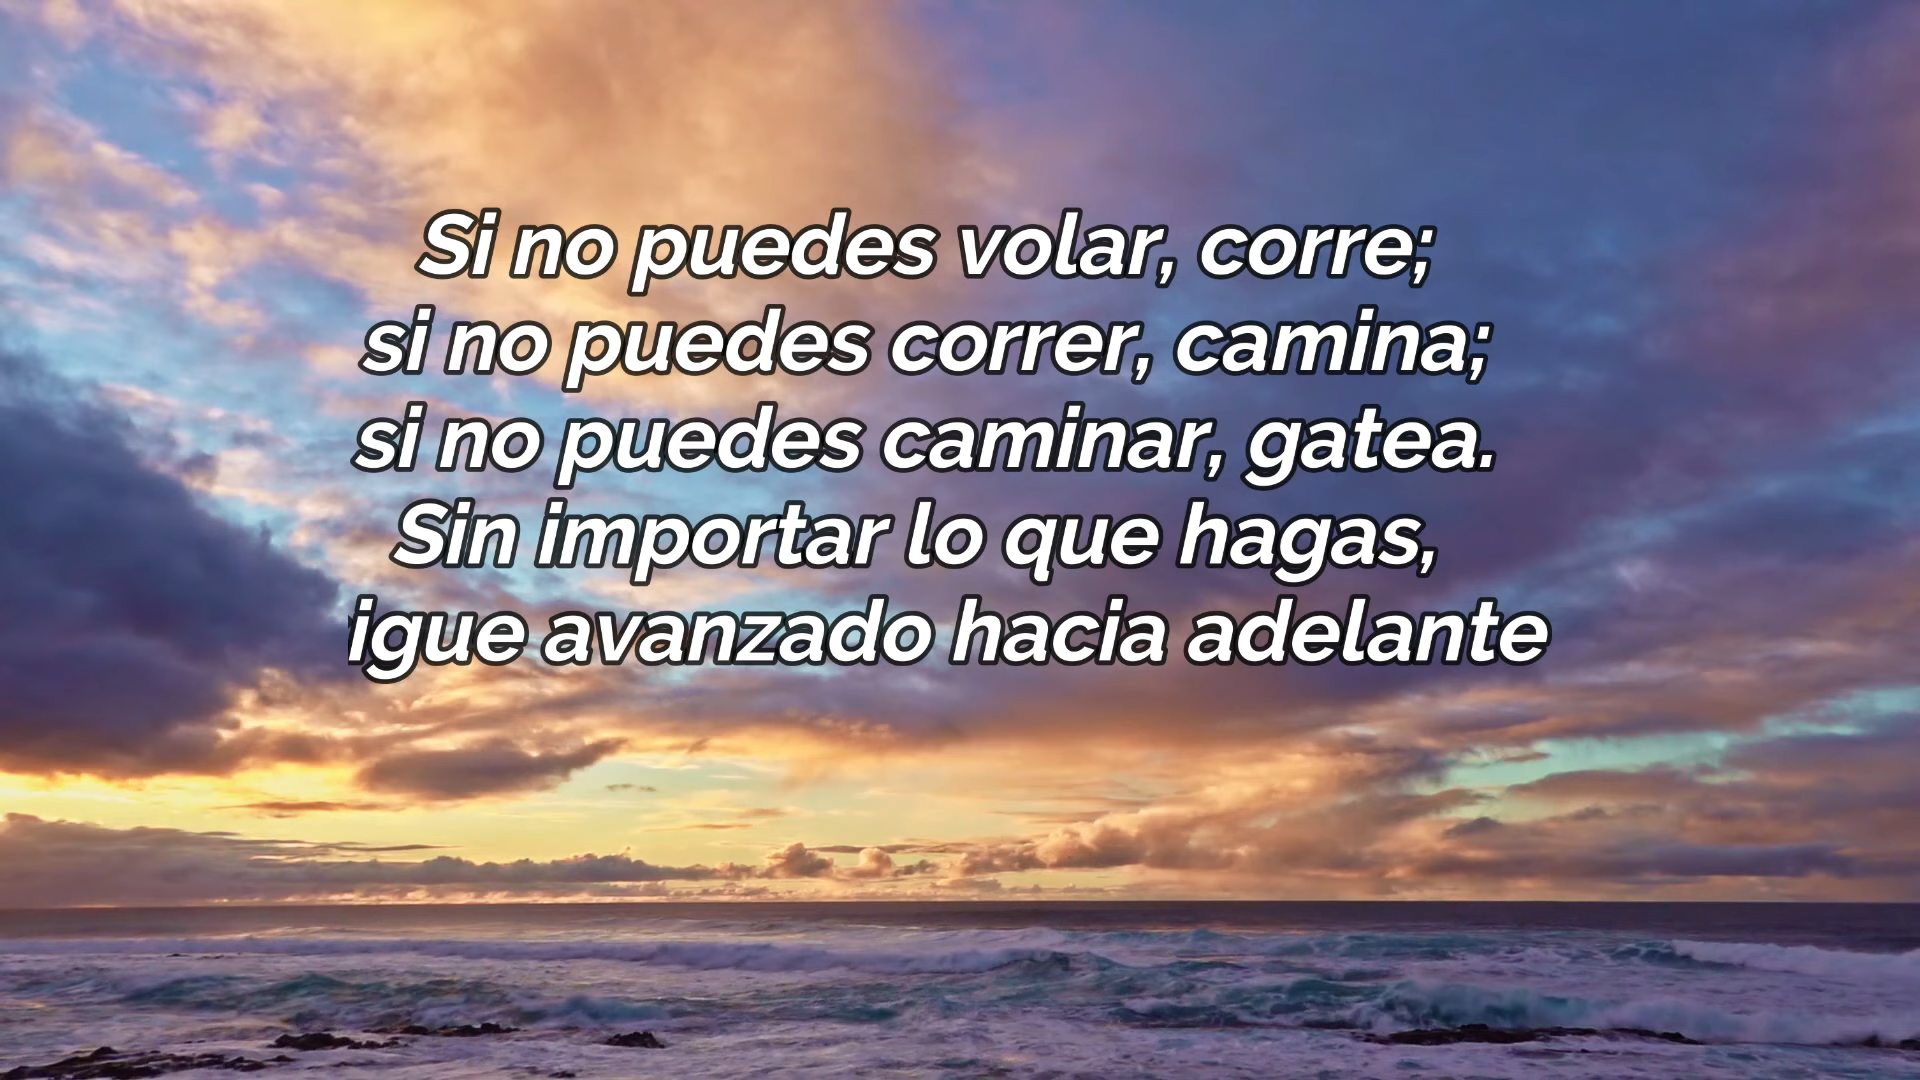 Si no puedes volar, corre;
si no puedes correr, camina;
si no puedes caminar, gatea.
Sin importar lo que hagas,
igue avanzado hacia adelante